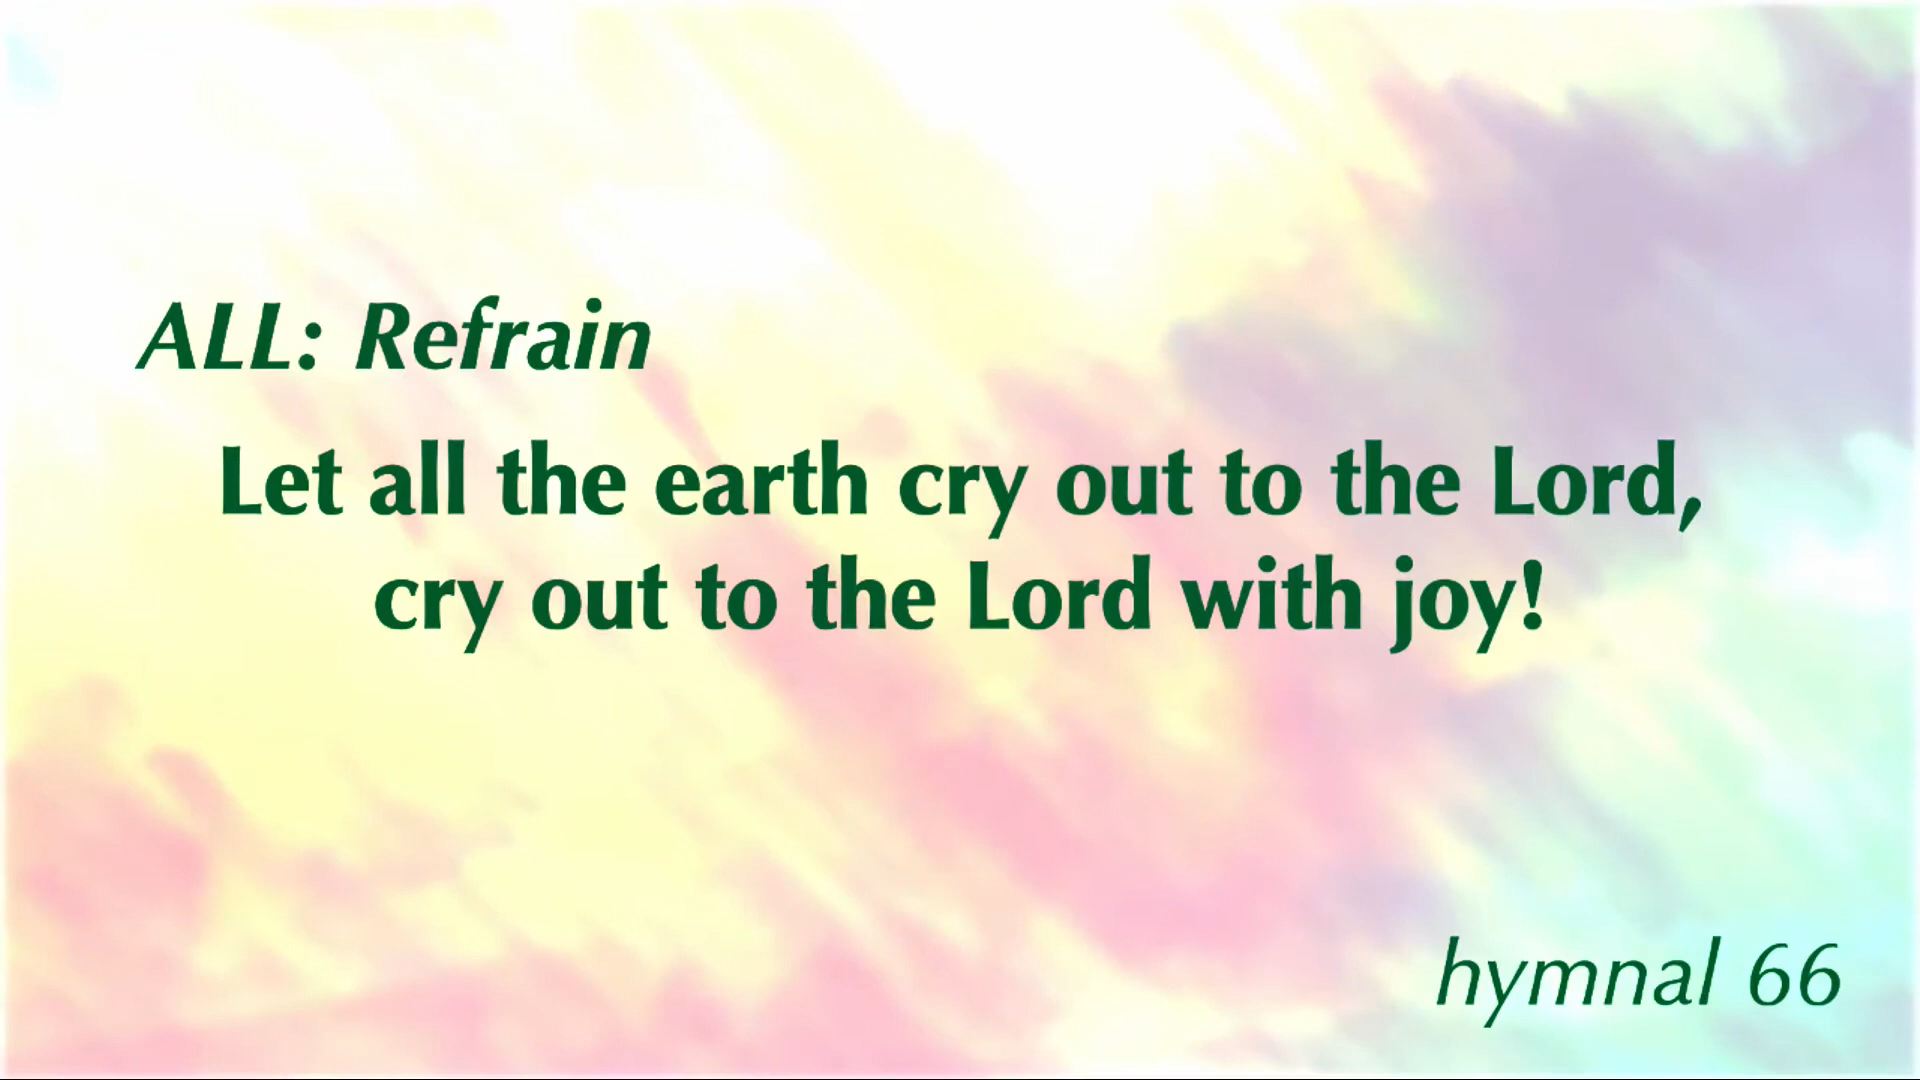 ALL: Refrain
Let all the earth cry out to the Lord,
cry out to the Lord with joy!
hymnal 66